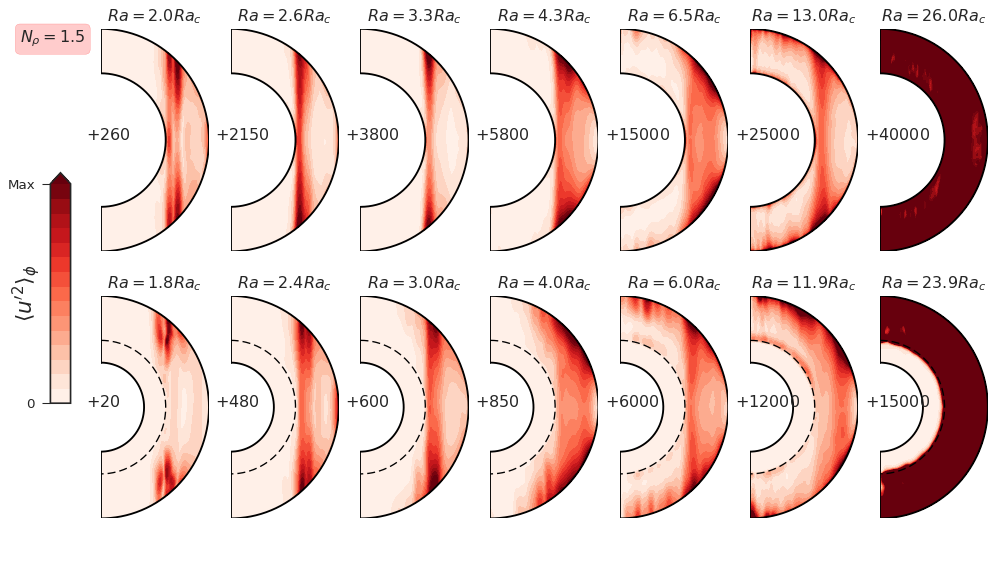 Ra = 2.0Ra_c Ra = 2.6Ra_c Ra = 3.3Ra_c Ra = 4.3Ra_c Ra = 6.5Ra_c Ra = 13.0Ra_c Ra = 26.0Ra_c
N_ρ = 1.5
+260 +2150 +3800 +5800 +15000 +25000 +40000
Max
⟨u′²⟩_ϕ
0
Ra = 1.8Ra_c Ra = 2.4Ra_c Ra = 3.0Ra_c Ra = 4.0Ra_c Ra = 6.0Ra_c Ra = 11.9Ra_c Ra = 23.9Ra_c
+20 +480 +600 +850 +6000 +12000 +15000